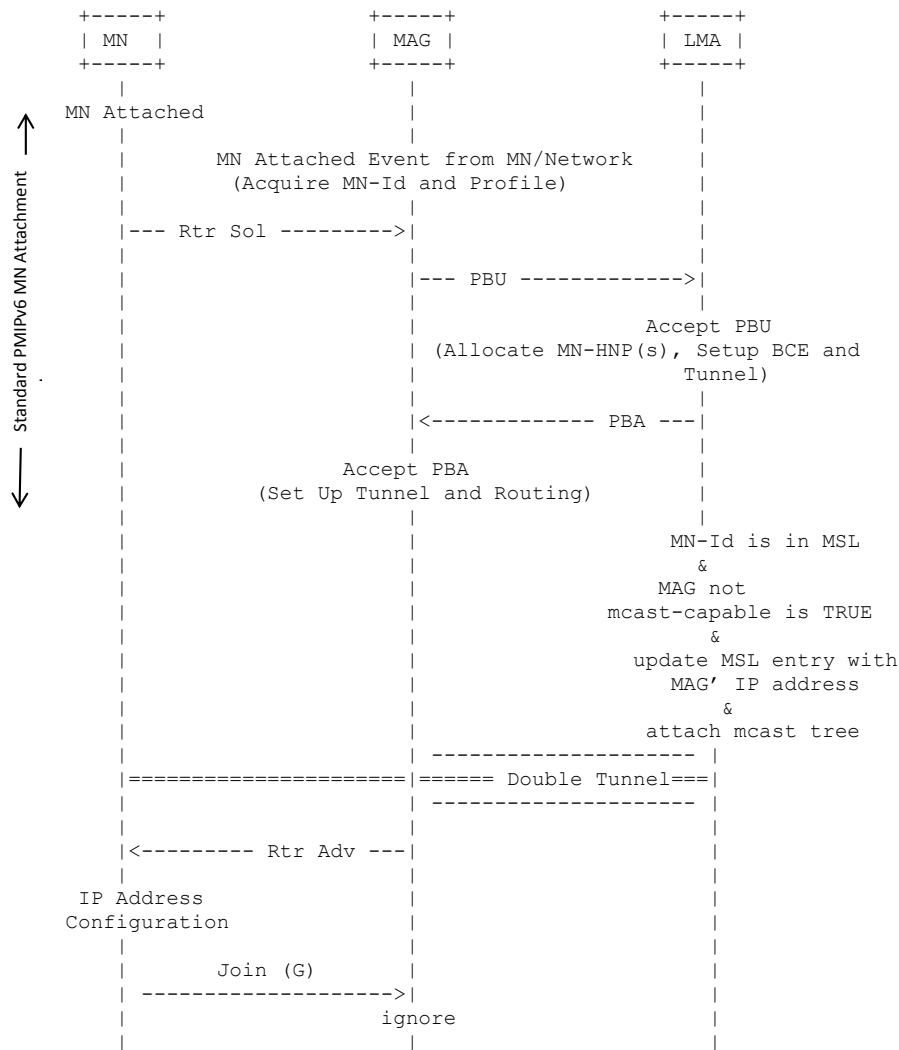 MN MAG LMA
MN Attached
MN Attached Event from MN/Network
(Acquire MN-Id and Profile)
Rtr Sol
PBU
Accept PBU
(Allocate MN-HNP(s), Setup BCE and
Tunnel)
PBA
Accept PBA
(Set Up Tunnel and Routing)
Standard PMIPv6 MN Attachment
MN-Id is in MSL
&
MAG not
mcast-capable is TRUE
&
update MSL entry with
MAG’ IP address
&
attach mcast tree
Double Tunnel
Rtr Adv
IP Address
Configuration
Join (G)
ignore